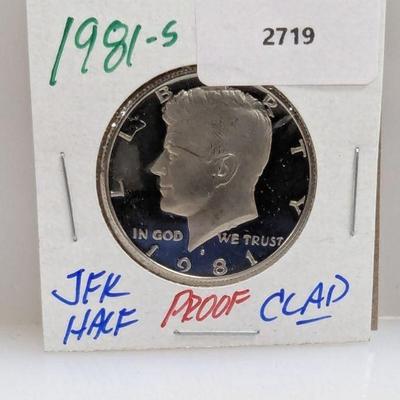 1981-S
2719
LIBERTY
IN GOD WE TRUST
S
1981
JFK PROOF CLAD
HALF